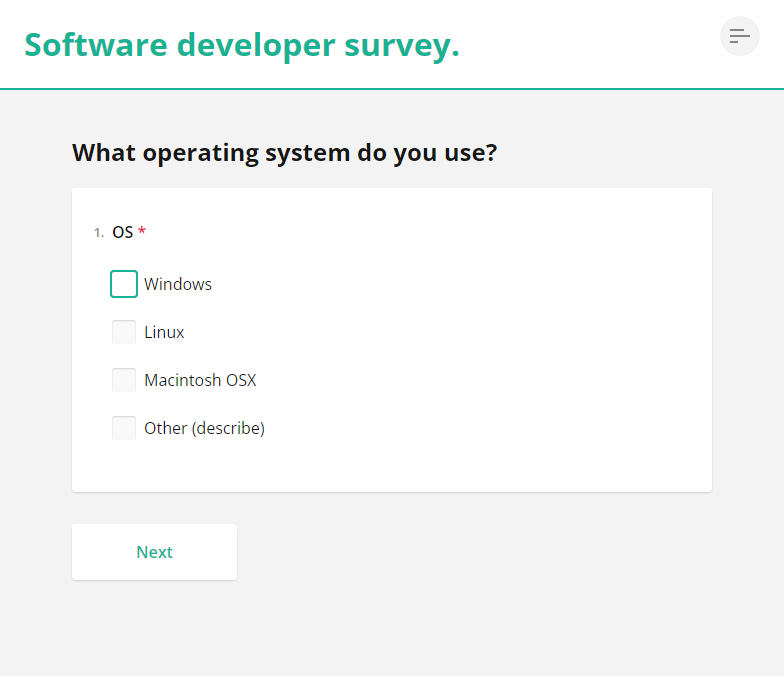 Software developer survey.
What operating system do you use?
1. OS *
Windows
Linux
Macintosh OSX
Other (describe)
Next